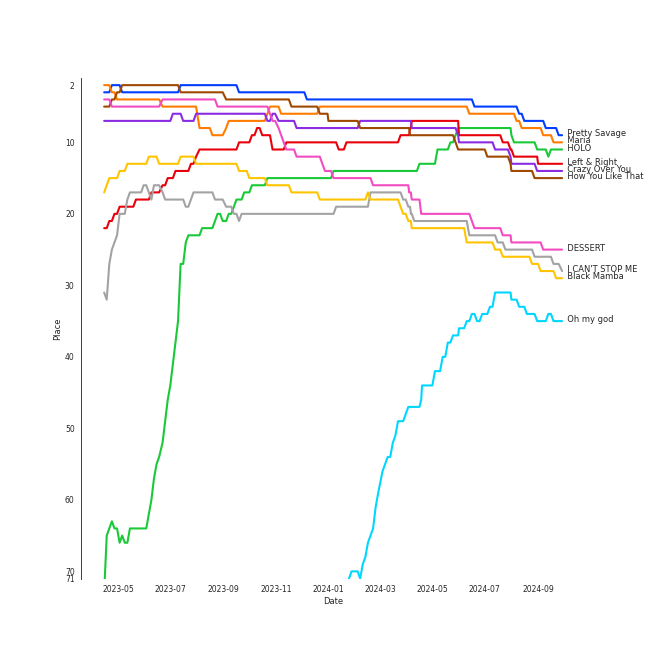 2
10
20
30
40
50
60
70
71
Place
2023-05
2023-07
2023-09
2023-11
2024-01
2024-03
2024-05
2024-07
2024-09
Date
Pretty Savage
Maria
HOLO
Left & Right
Crazy Over You
How You Like That
DESSERT
I CAN'T STOP ME
Black Mamba
Oh my god